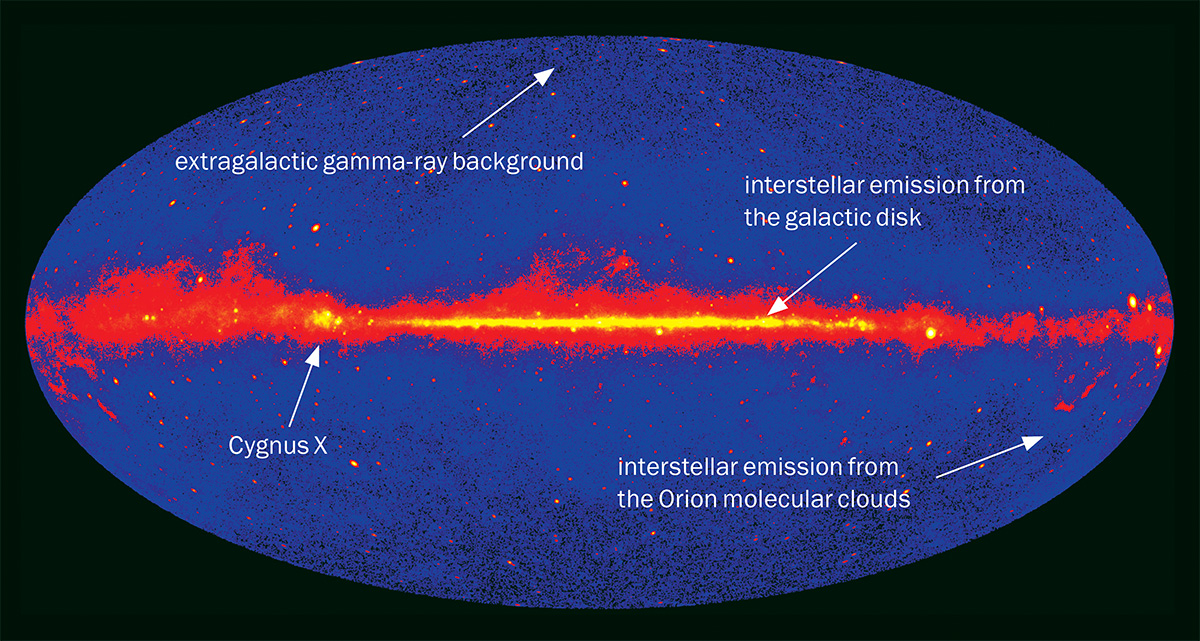 extragalactic gamma-ray background
interstellar emission from
the galactic disk
Cygnus X
interstellar emission from
the Orion molecular clouds